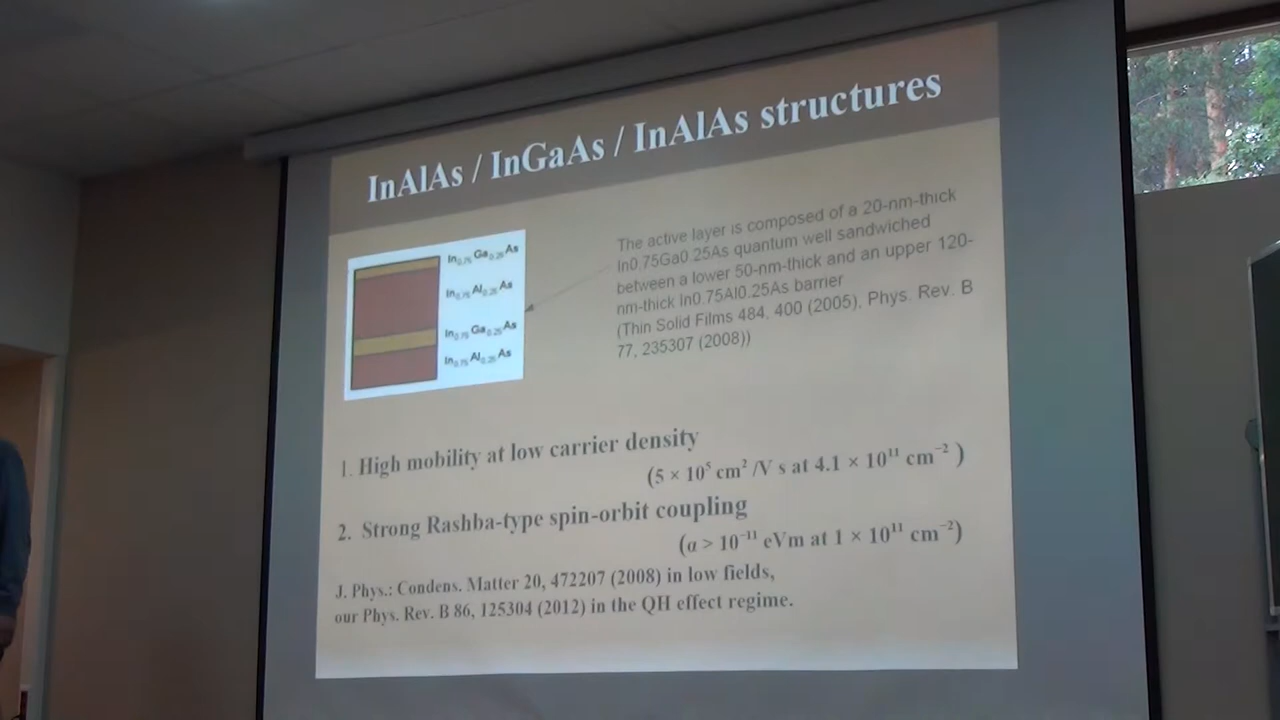 InAlAs / InGaAs / InAlAs structures
In0.75Ga0.25As
In0.75Al0.25As
In0.75Ga0.25As
In0.75Al0.25As
The active layer is composed of a 20-nm-thick
In0.75Ga0.25As quantum well sandwiched
between a lower 50-nm-thick and an upper 120-
nm-thick In0.75Al0.25As barrier
(Thin Solid Films 484, 400 (2005). Phys. Rev. B
77, 235307 (2008))
1. High mobility at low carrier density
(5 × 10⁵ cm² /V s at 4.1 × 10¹¹ cm⁻² )
2. Strong Rashba-type spin-orbit coupling
(α > 10⁻¹¹ eVm at 1 × 10¹¹ cm⁻²)
J. Phys.: Condens. Matter 20, 472207 (2008) in low fields,
our Phys. Rev. B 86, 125304 (2012) in the QH effect regime.